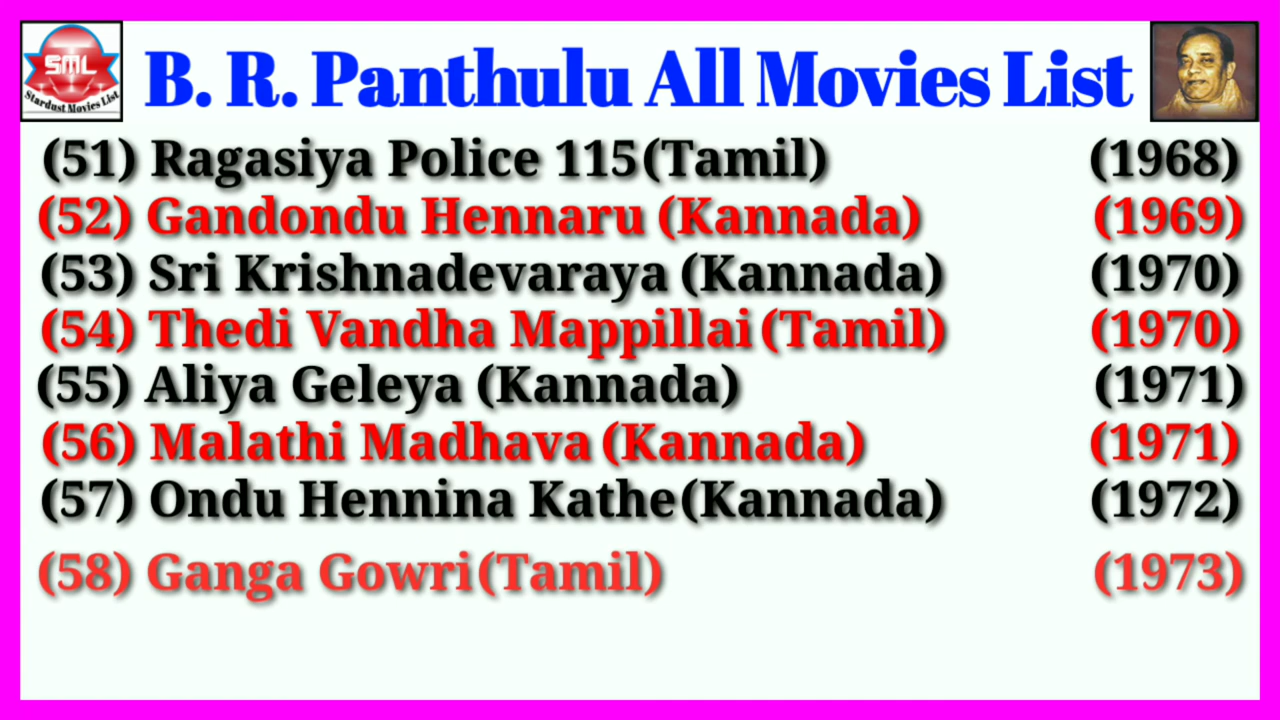 SML
Stardust Movies List
B. R. Panthulu All Movies List
(51) Ragasiya Police 115(Tamil) (1968)
(52) Gandondu Hennaru (Kannada) (1969)
(53) Sri Krishnadevaraya (Kannada) (1970)
(54) Thedi Vandha Mappillai (Tamil) (1970)
(55) Aliya Geleya (Kannada) (1971)
(56) Malathi Madhava (Kannada) (1971)
(57) Ondu Hennina Kathe(Kannada) (1972)
(58) Ganga Gowri(Tamil) (1973)